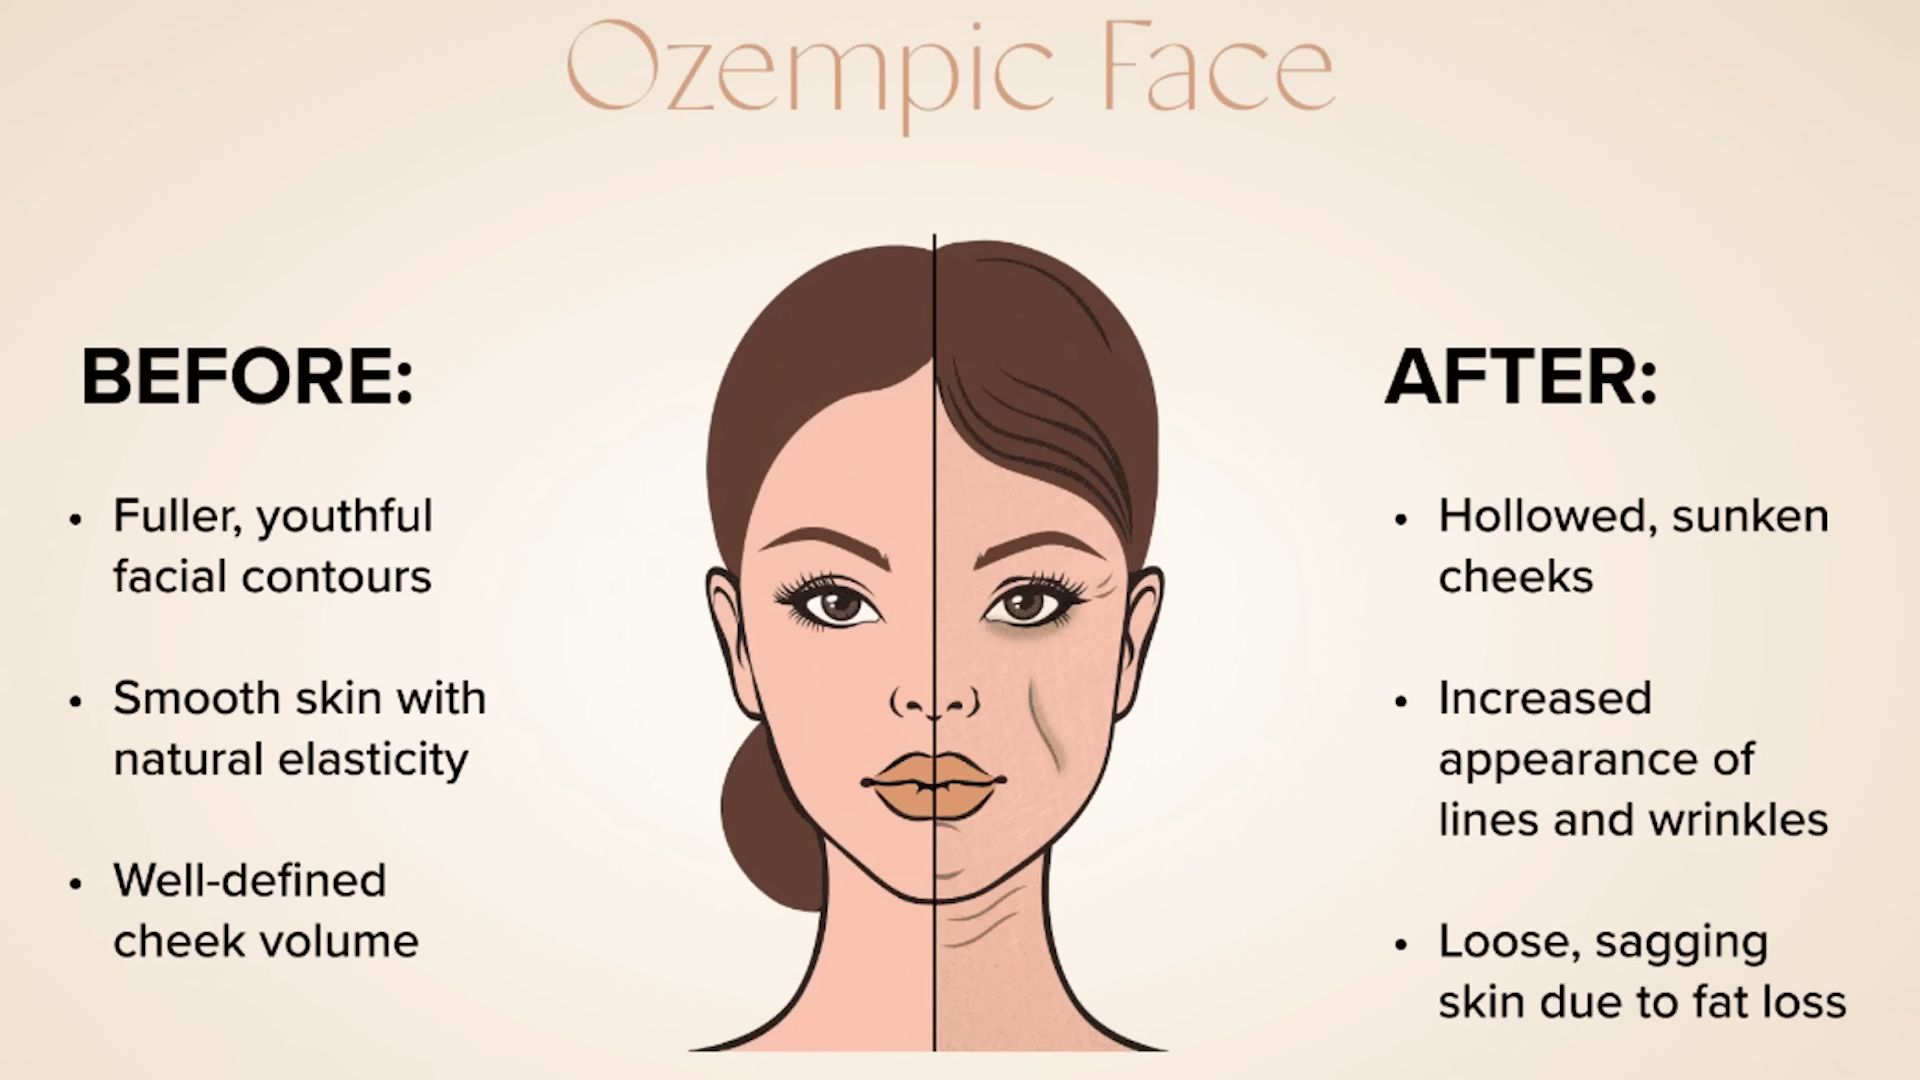 Ozempic Face
BEFORE:
• Fuller, youthful
facial contours
• Smooth skin with
natural elasticity
• Well-defined
cheek volume
AFTER:
• Hollowed, sunken
cheeks
• Increased
appearance of
lines and wrinkles
• Loose, sagging
skin due to fat loss